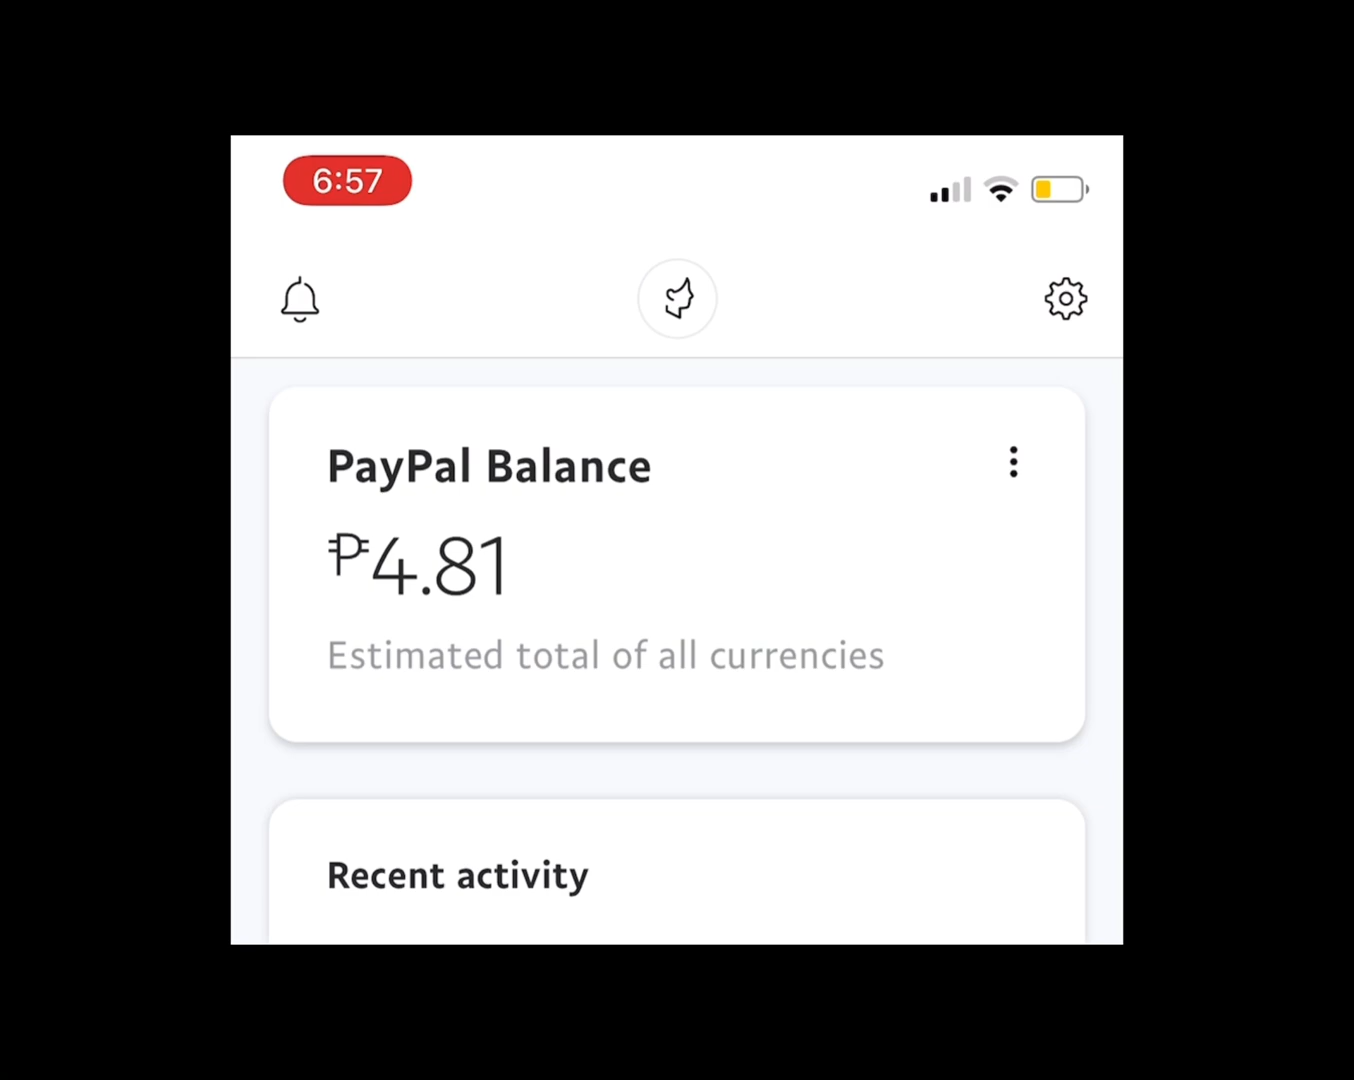 6:57
PayPal Balance
₱4.81
Estimated total of all currencies
Recent activity